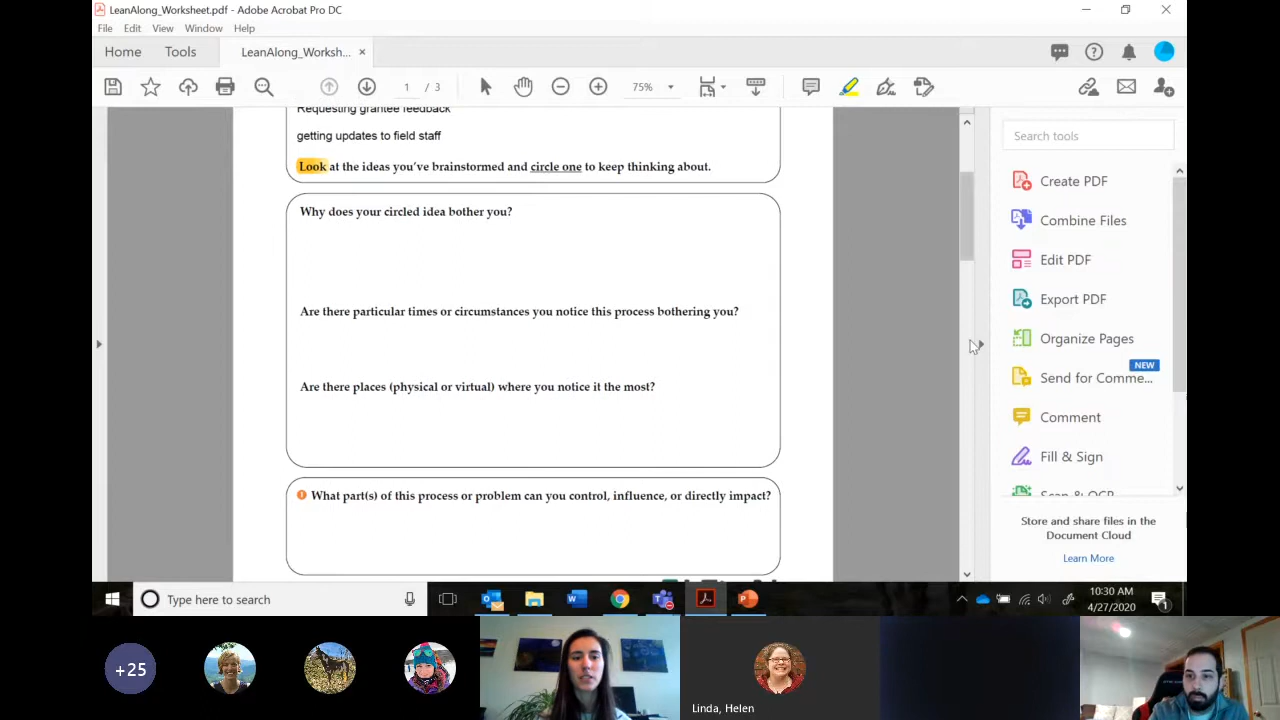 LeanAlong_Worksheet.pdf - Adobe Acrobat Pro DC
File Edit View Window Help
Home Tools LeanAlong_Worksh... ×
1 / 3 75%
Requesting grantee feedback
getting updates to field staff
Look at the ideas you've brainstormed and circle one to keep thinking about.
Why does your circled idea bother you?
Are there particular times or circumstances you notice this process bothering you?
Are there places (physical or virtual) where you notice it the most?
What part(s) of this process or problem can you control, influence, or directly impact?
Search tools
Create PDF
Combine Files
Edit PDF
Export PDF
Organize Pages
NEW
Send for Comme...
Comment
Fill & Sign
Scan & OCR
Store and share files in the
Document Cloud
Learn More
Type here to search
10:30 AM
4/27/2020
1
+25
Linda, Helen